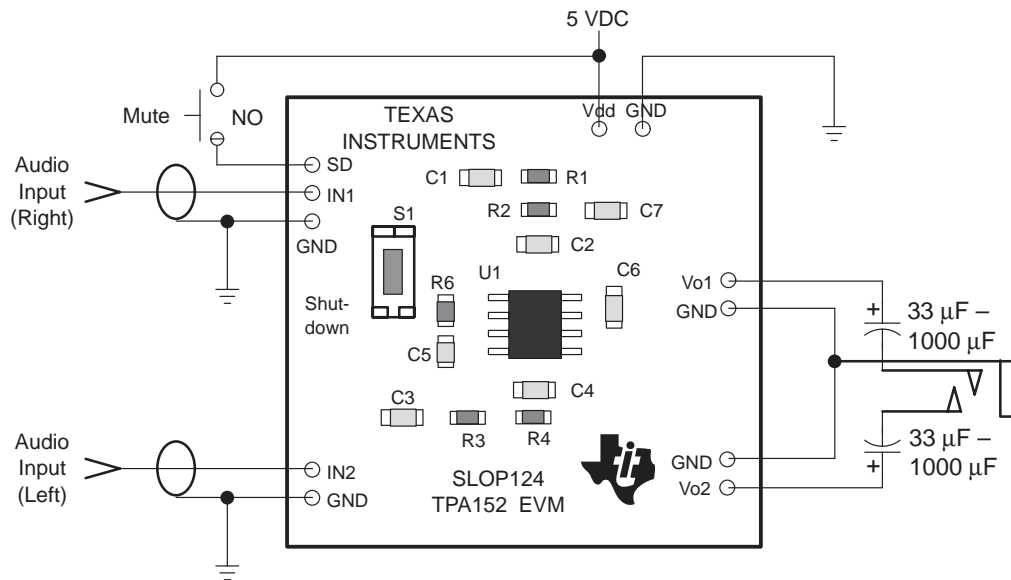 5 VDC
Mute
NO
TEXAS
INSTRUMENTS
Vdd
GND
Audio
Input
(Right)
SD
IN1
GND
C1
R1
R2
C7
S1
C2
Shut-
down
R6
U1
C6
C5
Vo1
GND
+
33 μF –
1000 μF
C3
C4
R3
R4
Audio
Input
(Left)
IN2
GND
SLOP124
TPA152 EVM
ti
GND
Vo2
+
33 μF –
1000 μF